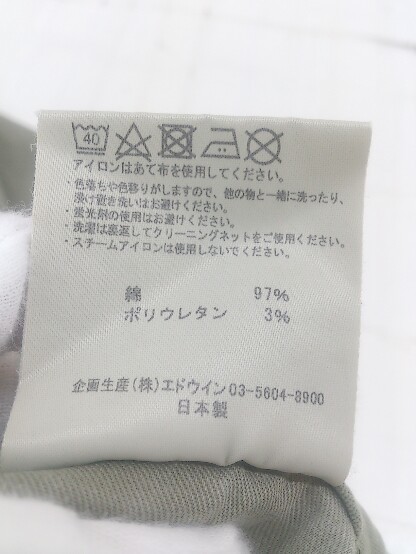 40
アイロンはあて布を使用してください。
・色落ちや色移りがしますので、他の物と一緒に洗ったり、
浸け置き洗いはお避けください。
・蛍光剤の使用はお避けください。
・洗濯は裏返してクリーニングネットをご使用ください。
・スチームアイロンは使用しないでください。
綿 97%
ポリウレタン 3%
企画生産(株)エドウイン03-5604-8900
日本製